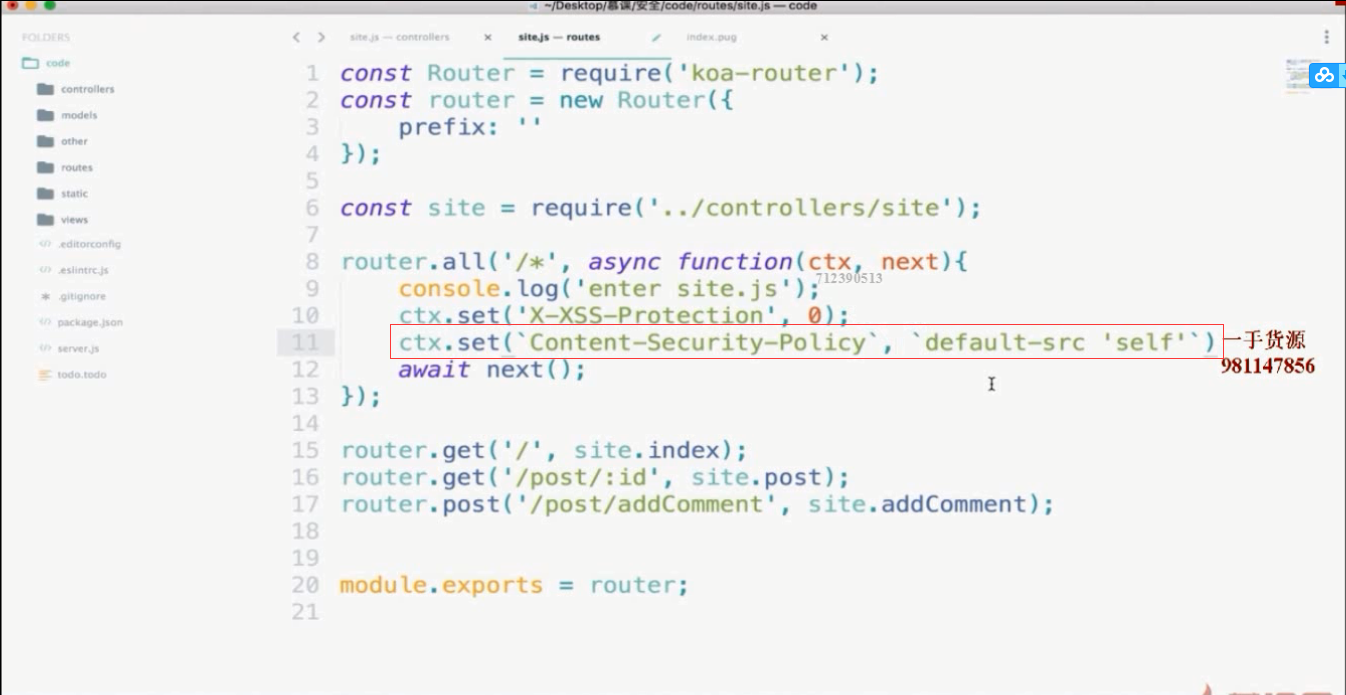 ~/Desktop/慕课/安全/code/routes/site.js — code
FOLDERS
code
controllers
models
other
routes
static
views
.editorconfig
.eslintrc.js
.gitignore
package.json
server.js
todo.todo
site.js — controllers
site.js — routes
index.pug
1 const Router = require('koa-router');
2 const router = new Router({
3 prefix: ''
4 });
5
6 const site = require('../controllers/site');
7
8 router.all('/*', async function(ctx, next){
712390513
9 console.log('enter site.js');
10 ctx.set('X-XSS-Protection', 0);
11 ctx.set(`Content-Security-Policy`, `default-src 'self'`)
一手货源
981147856
12 await next();
13 });
14
15 router.get('/', site.index);
16 router.get('/post/:id', site.post);
17 router.post('/post/addComment', site.addComment);
18
19
20 module.exports = router;
21